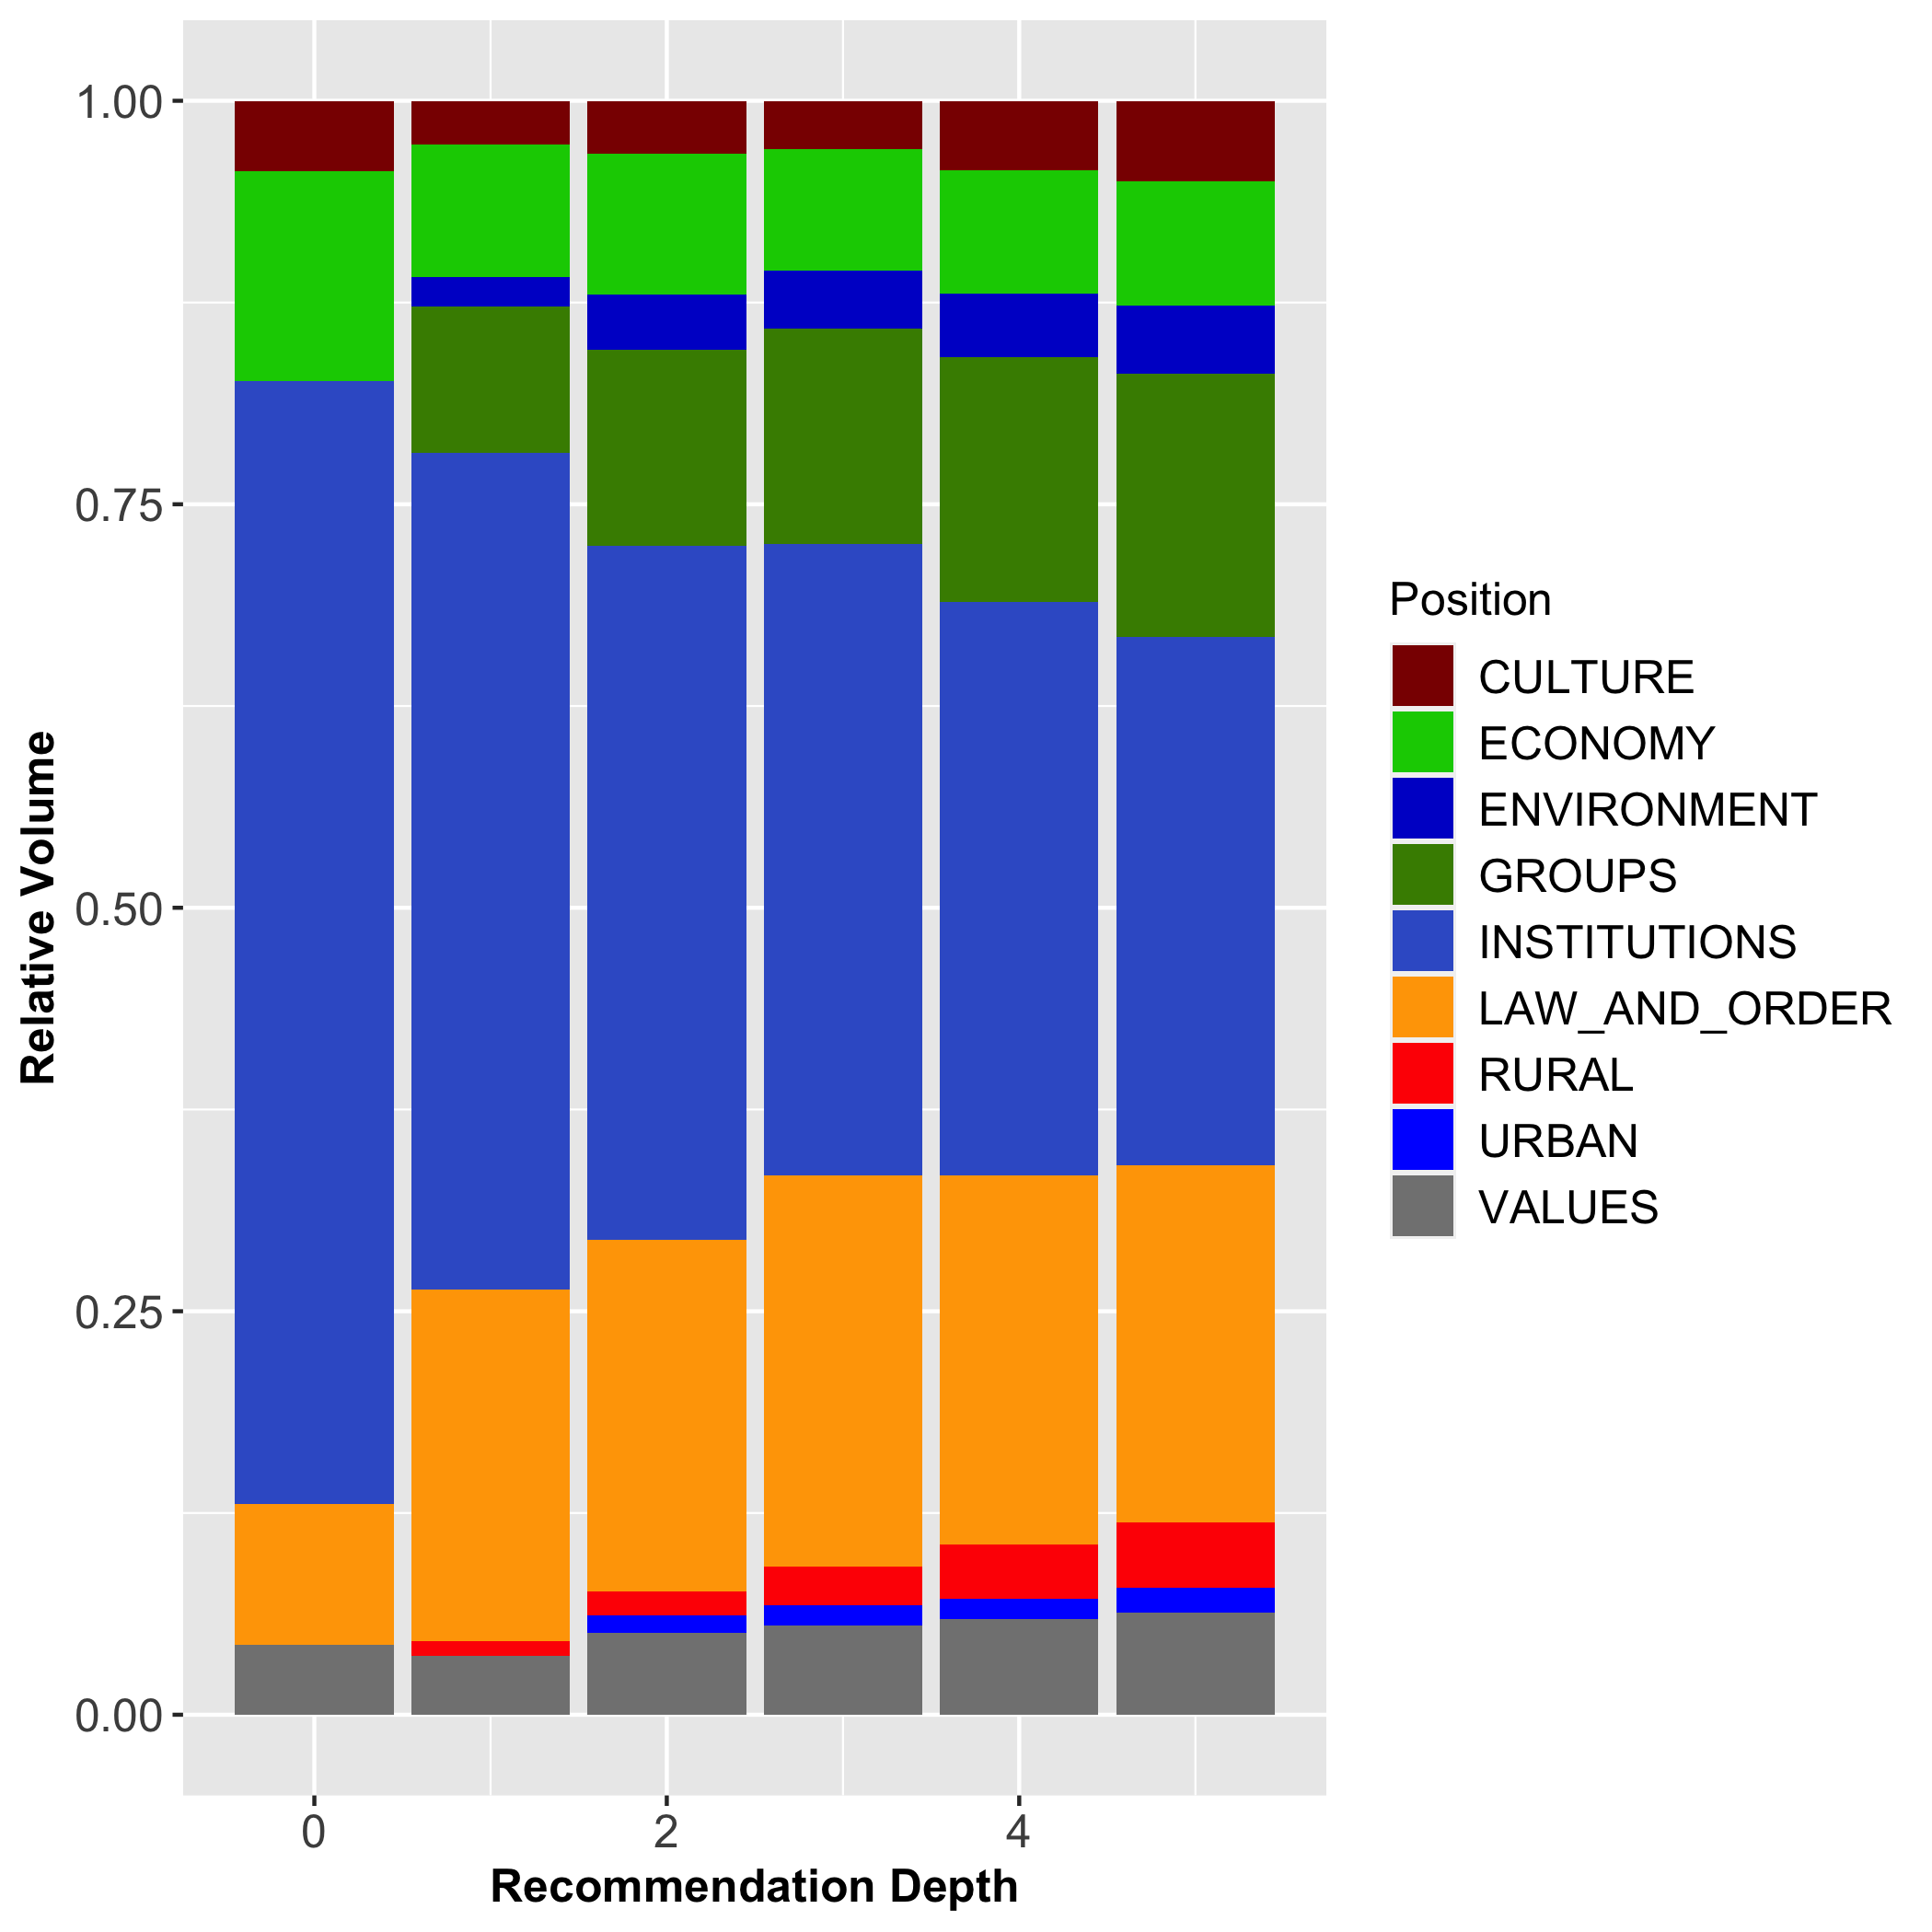 1.00
0.75
0.50
0.25
0.00
Relative Volume
0
2
4
Recommendation Depth
Position
CULTURE
ECONOMY
ENVIRONMENT
GROUPS
INSTITUTIONS
LAW_AND_ORDER
RURAL
URBAN
VALUES